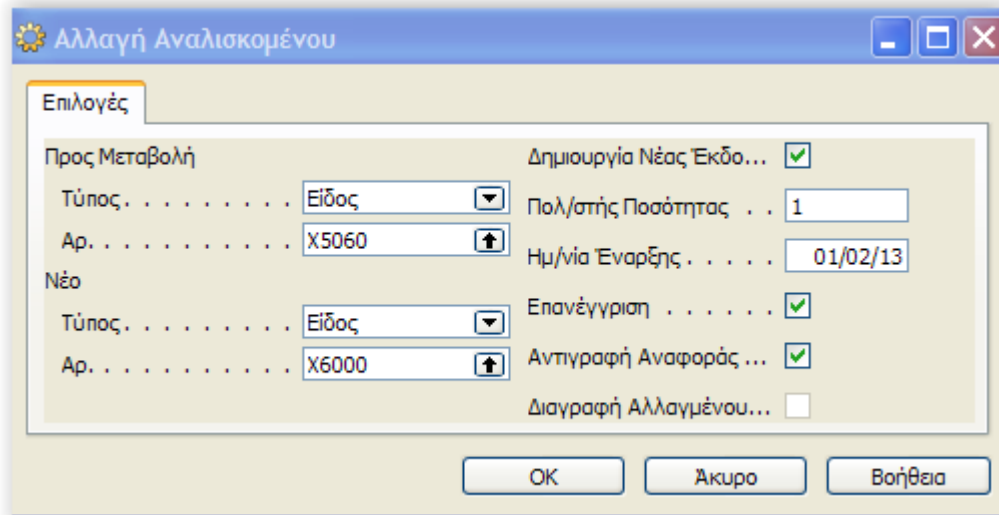 Αλλαγή Αναλισκομένου
Επιλογές
Προς Μεταβολή
Τύπος . . . . . . . . . Είδος
Αρ. . . . . . . . . . . X5060
Νέο
Τύπος . . . . . . . . . Είδος
Αρ. . . . . . . . . . . X6000
Δημιουργία Νέας Έκδο...
Πολ/στής Ποσότητας . . 1
Ημ/νία Έναρξης . . . . . 01/02/13
Επανέγγριση . . . . . .
Αντιγραφή Αναφοράς ...
Διαγραφή Αλλαγμένου...
OK Άκυρο Βοήθεια